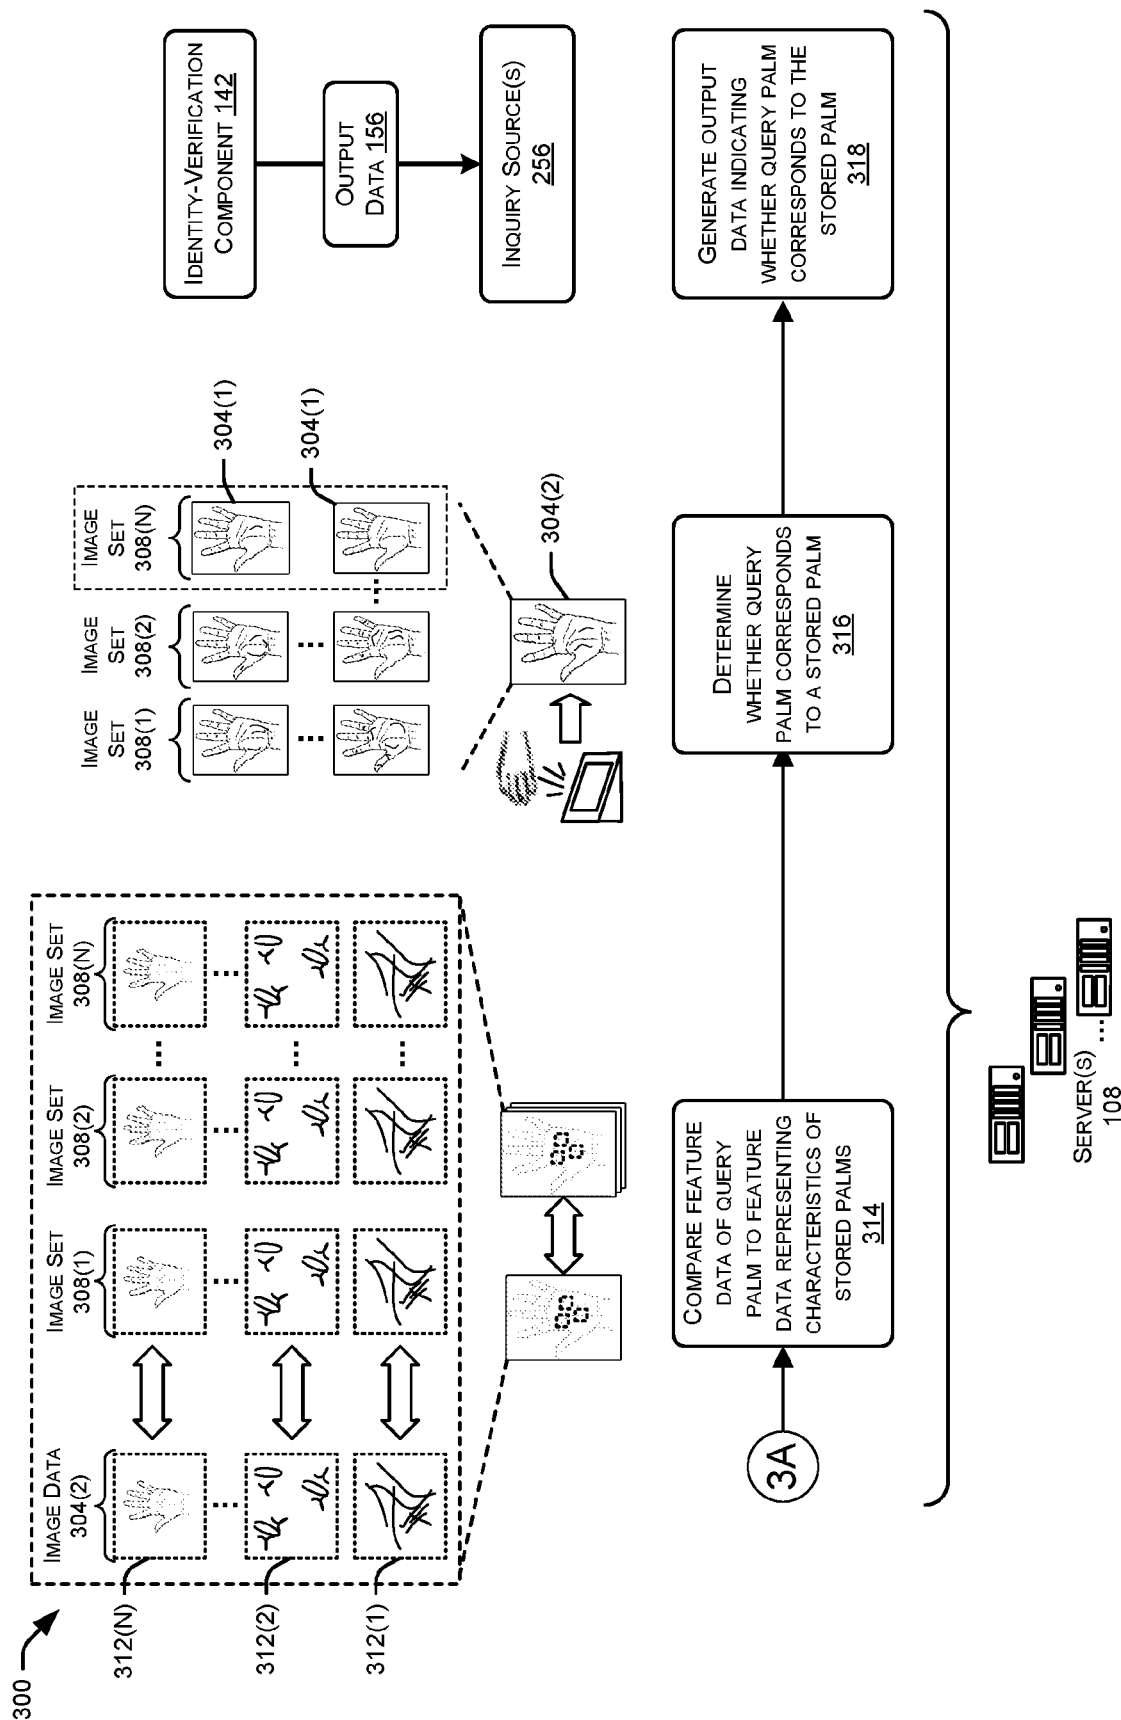 300
IMAGE DATA
304(2)
IMAGE SET
308(1)
IMAGE SET
308(2)
IMAGE SET
308(N)
312(N)
...
...
...
...
...
312(2)
...
312(1)
...
IMAGE
SET
308(1)
IMAGE
SET
308(2)
IMAGE
SET
308(N)
304(1)
...
...
...
304(1)
304(2)
IDENTITY-VERIFICATION
COMPONENT 142
OUTPUT
DATA 156
INQUIRY SOURCE(S)
256
3A
COMPARE FEATURE
DATA OF QUERY
PALM TO FEATURE
DATA REPRESENTING
CHARACTERISTICS OF
STORED PALMS
314
DETERMINE
WHETHER QUERY
PALM CORRESPONDS
TO A STORED PALM
316
GENERATE OUTPUT
DATA INDICATING
WHETHER QUERY PALM
CORRESPONDS TO THE
STORED PALM
318
...
SERVER(S)
108